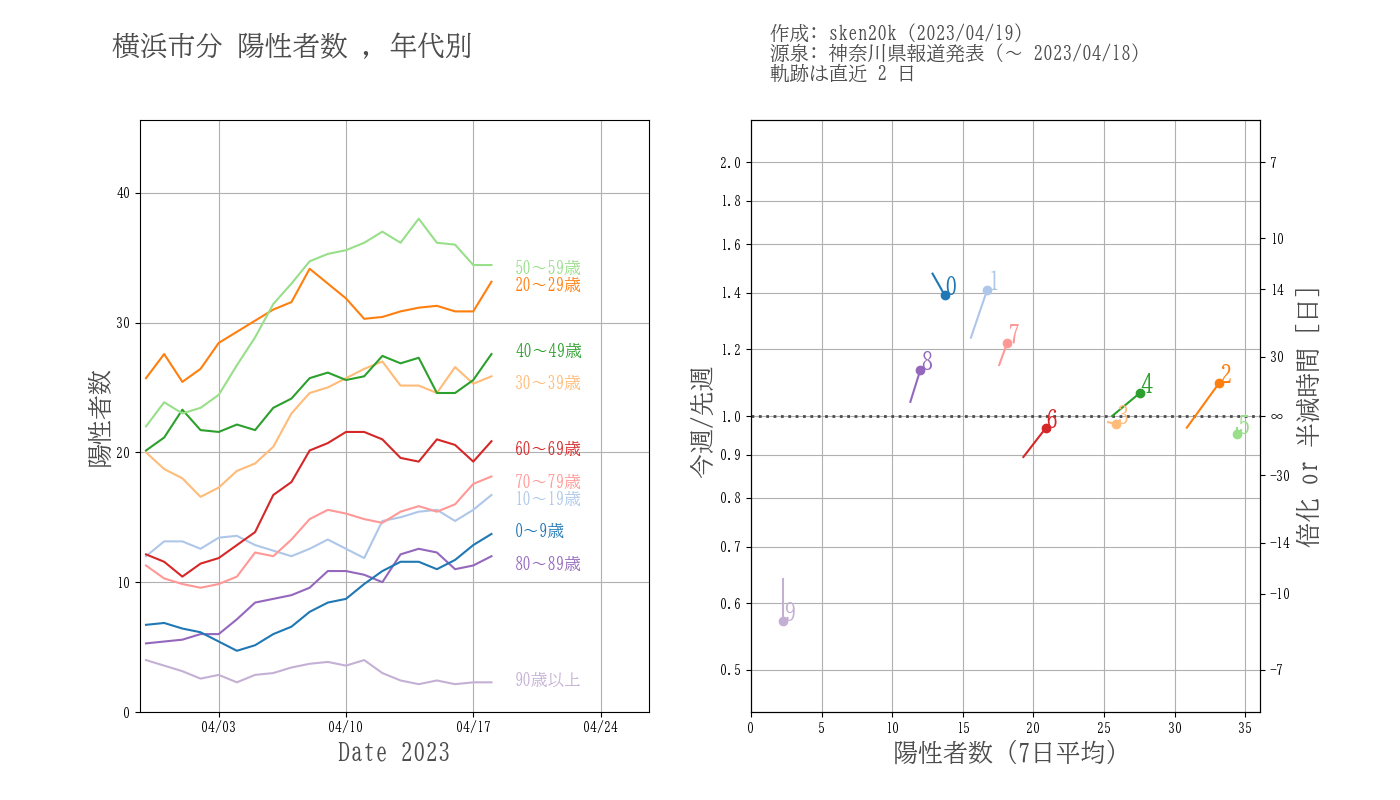 横浜市分 陽性者数 , 年代別
作成: sken20k (2023/04/19)
源泉: 神奈川県報道発表 (〜 2023/04/18)
軌跡は直近 2 日
陽性者数
40
30
20
10
0
04/03
04/10
04/17
04/24
Date 2023
50〜59歳
20〜29歳
40〜49歳
30〜39歳
60〜69歳
70〜79歳
10〜19歳
0〜9歳
80〜89歳
90歳以上
今週/先週
2.0
1.8
1.6
1.4
1.2
1.0
0.9
0.8
0.7
0.6
0.5
0
1
7
8
2
4
3
6
5
9
0
5
10
15
20
25
30
35
陽性者数 (7日平均)
7
10
14
30
∞
−30
−14
−10
−7
倍化 or 半減時間 [日]